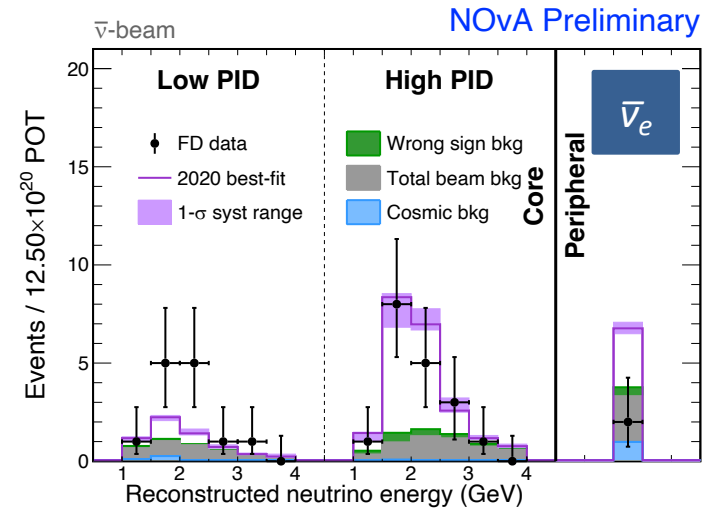 NOvA Preliminary
ν̅-beam
Low PID
High PID
ν̅ₑ
FD data
2020 best-fit
1-σ syst range
Wrong sign bkg
Total beam bkg
Cosmic bkg
Core
Peripheral
Events / 12.50×10²⁰ POT
20
15
10
5
0
1 2 3 4 1 2 3 4
Reconstructed neutrino energy (GeV)